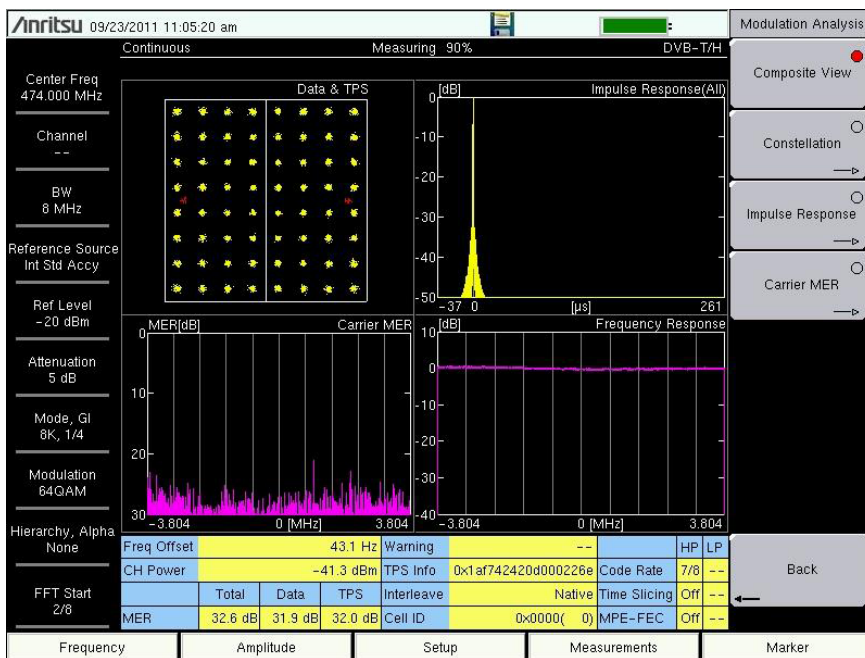 Anritsu 09/23/2011 11:05:20 am
Modulation Analysis
Continuous Measuring 90% DVB-T/H
Center Freq
474.000 MHz
Channel
--
BW
8 MHz
Reference Source
Int Std Accy
Ref Level
-20 dBm
Attenuation
5 dB
Mode, GI
8K, 1/4
Modulation
64QAM
Hierarchy, Alpha
None
FFT Start
2/8
Data & TPS
[dB] Impulse Response(All)
0
-10
-20
-30
-40
-50
-37 0 [µs] 261
MER[dB] Carrier MER
0
10
20
30
-3.804 0 [MHz] 3.804
[dB] Frequency Response
10
0
-10
-20
-30
-40
-3.804 0 [MHz] 3.804
Freq Offset 43.1 Hz Warning -- HP LP
CH Power -41.3 dBm TPS Info 0x1af742420d000226e Code Rate 7/8 --
Total Data TPS Interleave Native Time Slicing Off --
MER 32.6 dB 31.9 dB 32.0 dB Cell ID 0x0000( 0) MPE-FEC Off --
Composite View
Constellation
Impulse Response
Carrier MER
Back
Frequency Amplitude Setup Measurements Marker